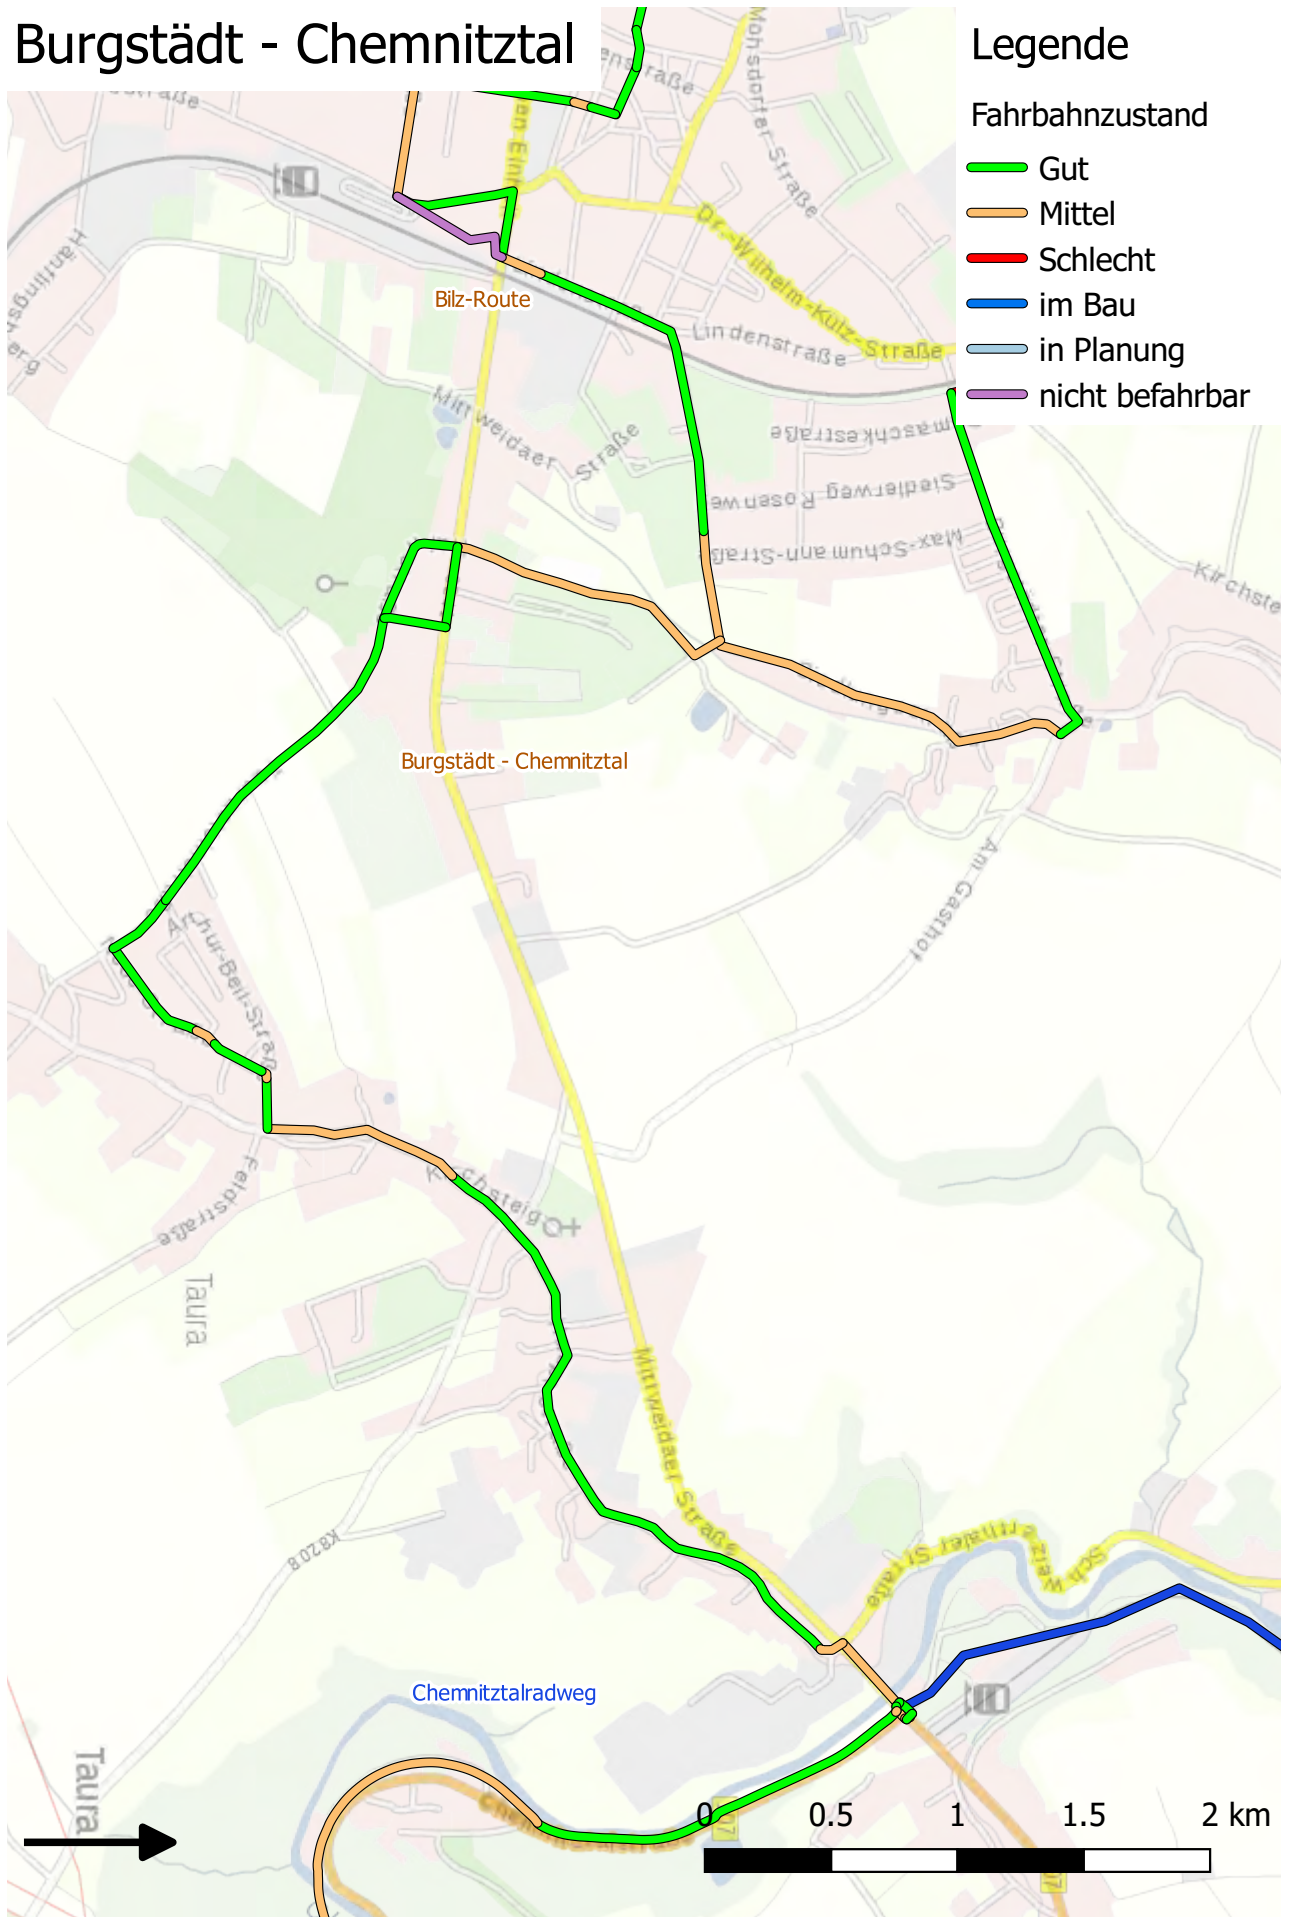 Burgstädt - Chemnitztal
Legende
Fahrbahnzustand
Gut
Mittel
Schlecht
im Bau
in Planung
nicht befahrbar
Mohsdorfer Straße
Dr.-Wilhelm-Külz-Straße
Lindenstraße
Bilz-Route
Mittweidaer
Straße
Siedlerweg
Max-Schumann-Straße
Burgstädt - Chemnitztal
Am Gasthof
Arthur-Beil-Straß
Kirchsteig
Feldstraße
Taura
Mittweidaer Straße
K8208
Schweizerthaler Straße
Chemnitztalradweg
Taura
0 0.5 1 1.5 2 km